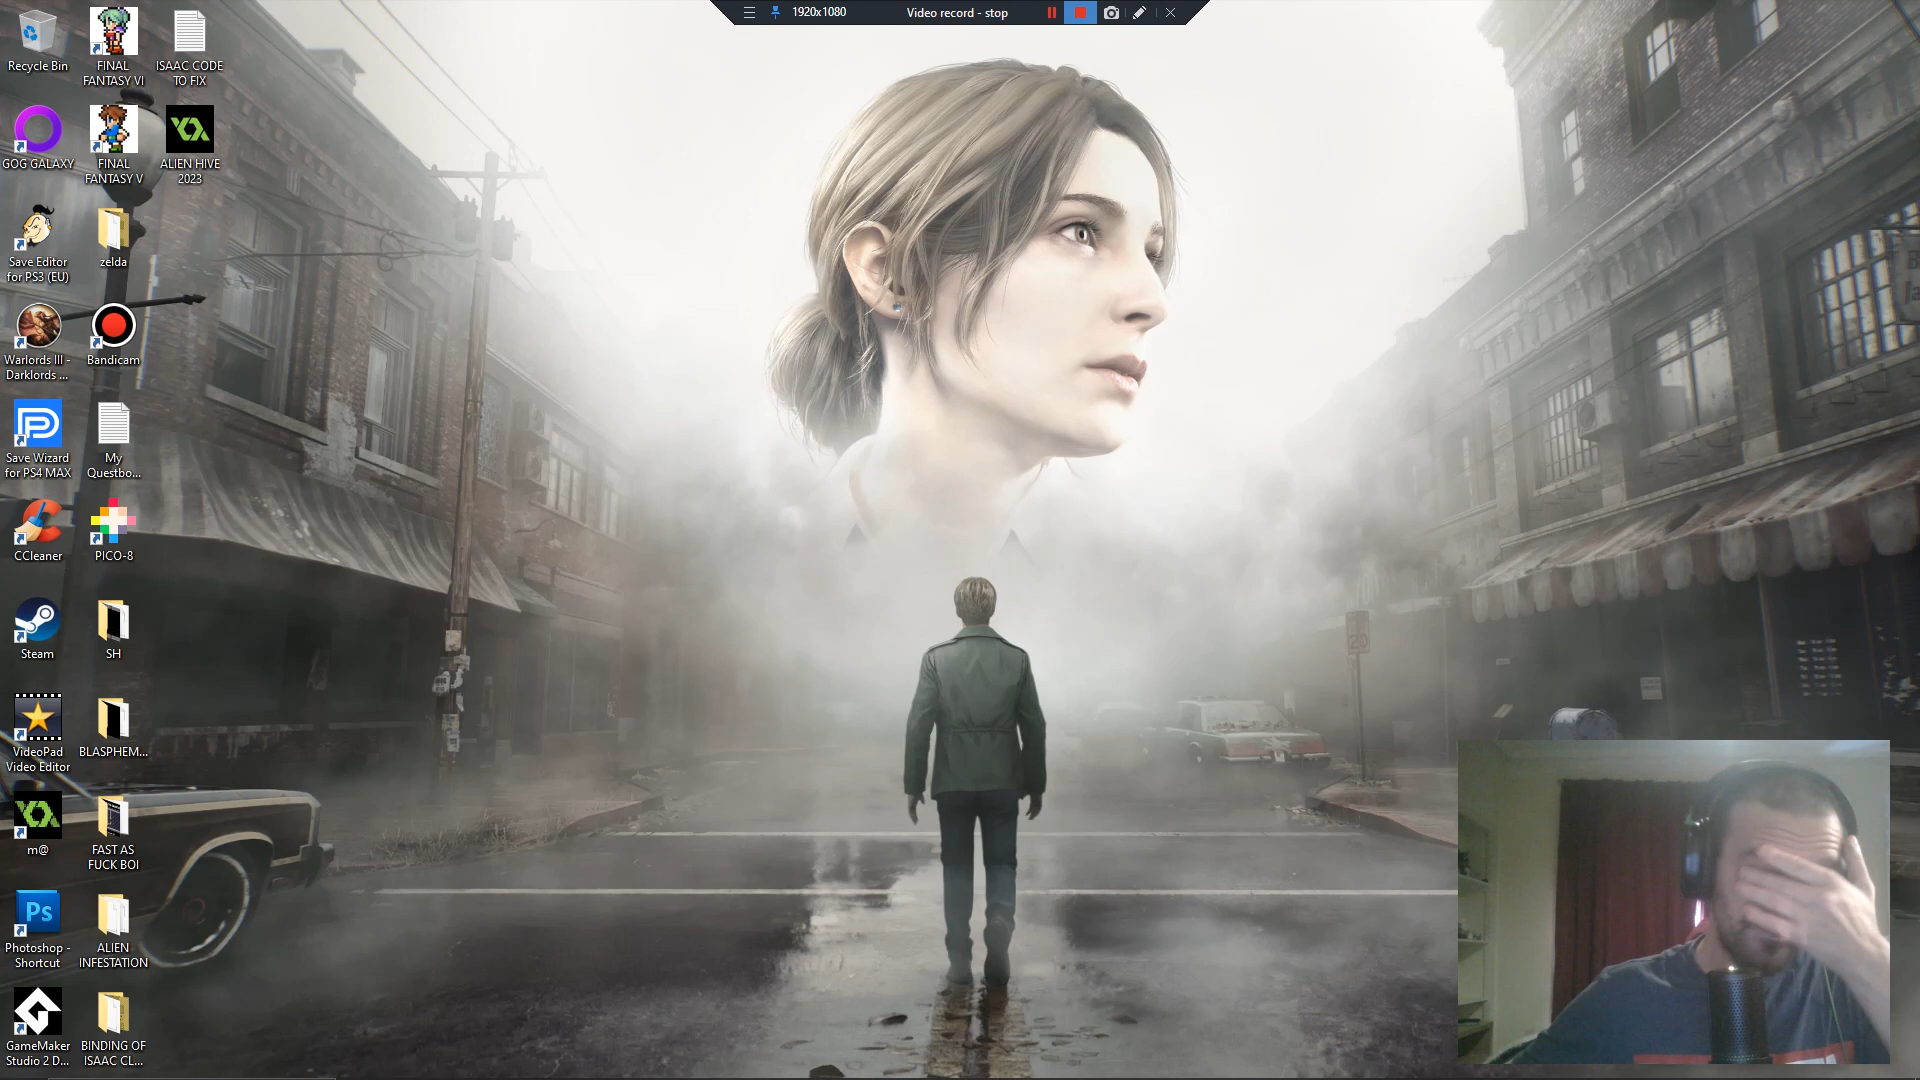 1920x1080
Video record - stop
Recycle Bin
FINAL
FANTASY VI
ISAAC CODE
TO FIX
GOG GALAXY
FINAL
FANTASY V
ALIEN HIVE
2023
Save Editor
for PS3 (EU)
zelda
Warlords III -
Darklords ...
Bandicam
Save Wizard
for PS4 MAX
My
Questbo...
CCleaner
PICO-8
Steam
SH
VideoPad
Video Editor
BLASPHEM...
m@
FAST AS
FUCK BOI
Ps
Photoshop -
Shortcut
ALIEN
INFESTATION
GameMaker
Studio 2 D...
BINDING OF
ISAAC CL...
20